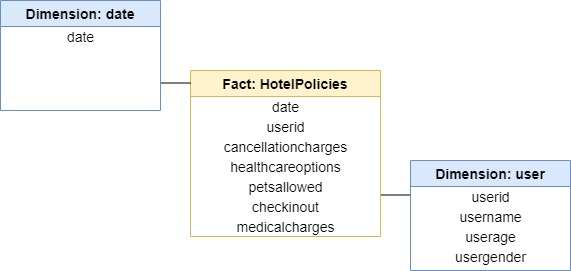 Dimension: date
date
Fact: HotelPolicies
date
userid
cancellationcharges
healthcareoptions
petsallowed
checkinout
medicalcharges
Dimension: user
userid
username
userage
usergender